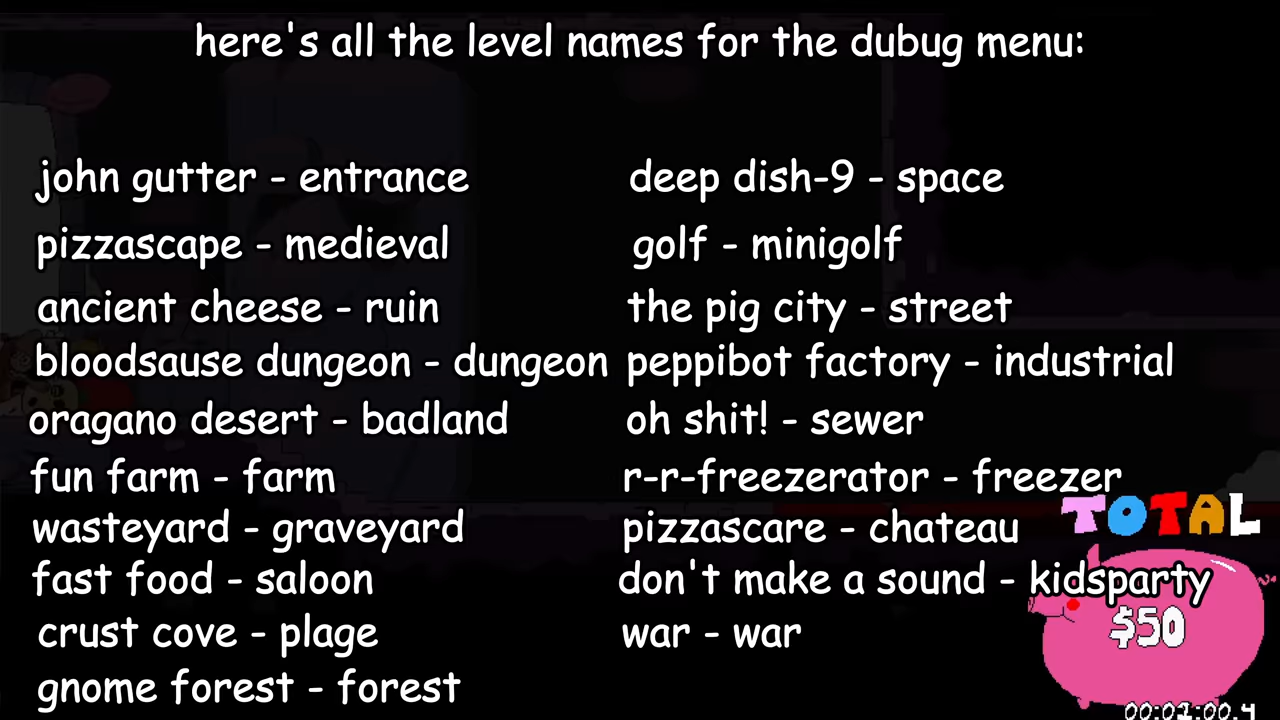 here's all the level names for the dubug menu:
john gutter - entrance
pizzascape - medieval
ancient cheese - ruin
bloodsause dungeon - dungeon
oragano desert - badland
fun farm - farm
wasteyard - graveyard
fast food - saloon
crust cove - plage
gnome forest - forest
deep dish-9 - space
golf - minigolf
the pig city - street
peppibot factory - industrial
oh shit! - sewer
r-r-freezerator - freezer
pizzascare - chateau
don't make a sound - kidsparty
war - war
TOTAL
$50